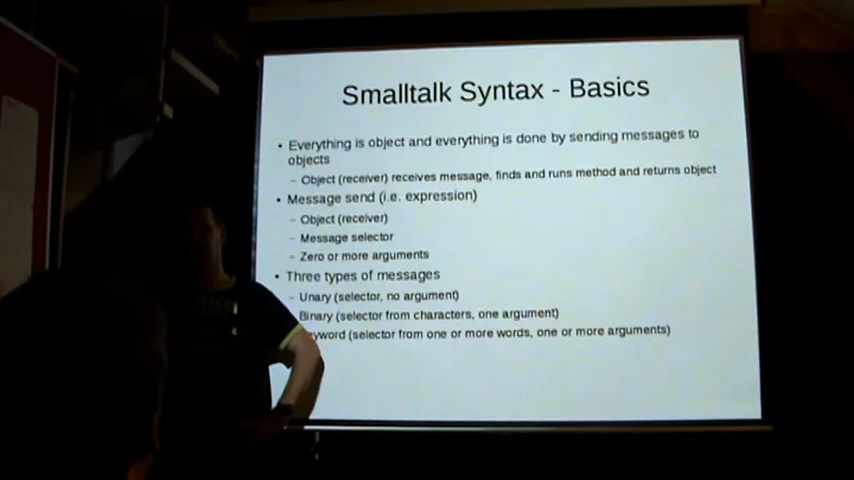 Smalltalk Syntax - Basics
• Everything is object and everything is done by sending messages to
objects
– Object (receiver) receives message, finds and runs method and returns object
• Message send (i.e. expression)
– Object (receiver)
– Message selector
– Zero or more arguments
• Three types of messages
– Unary (selector, no argument)
Binary (selector from characters, one argument)
(selector from one or more words, one or more arguments)